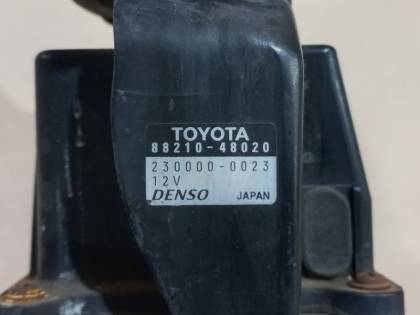 TOYOTA
88210-48020
230000-0023
12V
DENSO JAPAN